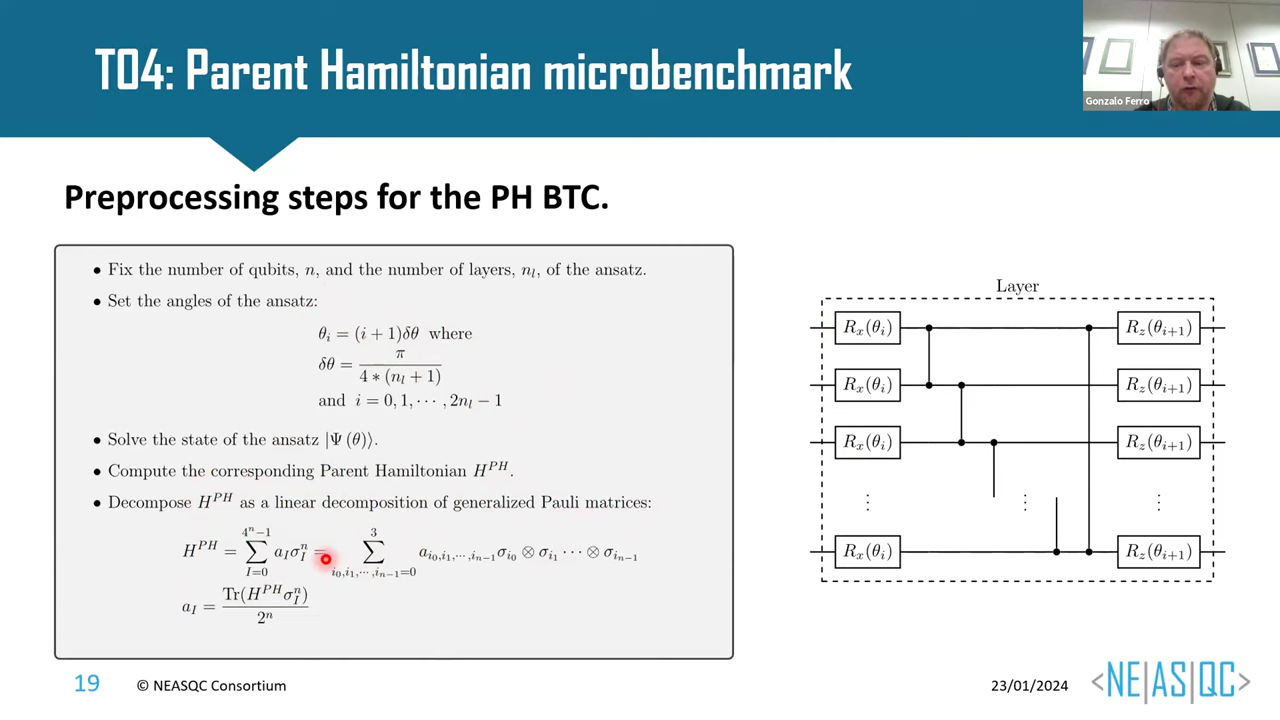 T04: Parent Hamiltonian microbenchmark
Gonzalo Ferro
Preprocessing steps for the PH BTC.
• Fix the number of qubits, n, and the number of layers, n_l, of the ansatz.
• Set the angles of the ansatz:
θ_i = (i + 1)δθ where
δθ = π / (4 ∗ (n_l + 1))
and i = 0, 1, ⋯ , 2n_l − 1
• Solve the state of the ansatz |Ψ (θ)⟩.
• Compute the corresponding Parent Hamiltonian H^{PH}.
• Decompose H^{PH} as a linear decomposition of generalized Pauli matrices:
H^{PH} = ∑_{I=0}^{4^n−1} a_I σ_I^n = ∑_{i_0,i_1,⋯,i_{n−1}=0}^{3} a_{i_0,i_1,⋯,i_{n−1}} σ_{i_0} ⊗ σ_{i_1} ⋯ ⊗ σ_{i_{n−1}}
a_I = Tr(H^{PH} σ_I^n) / 2^n
Layer
R_x(θ_i) R_z(θ_{i+1})
R_x(θ_i) R_z(θ_{i+1})
R_x(θ_i) R_z(θ_{i+1})
⋮ ⋮ ⋮
R_x(θ_i) R_z(θ_{i+1})
19
© NEASQC Consortium
23/01/2024
<NE|AS|QC>